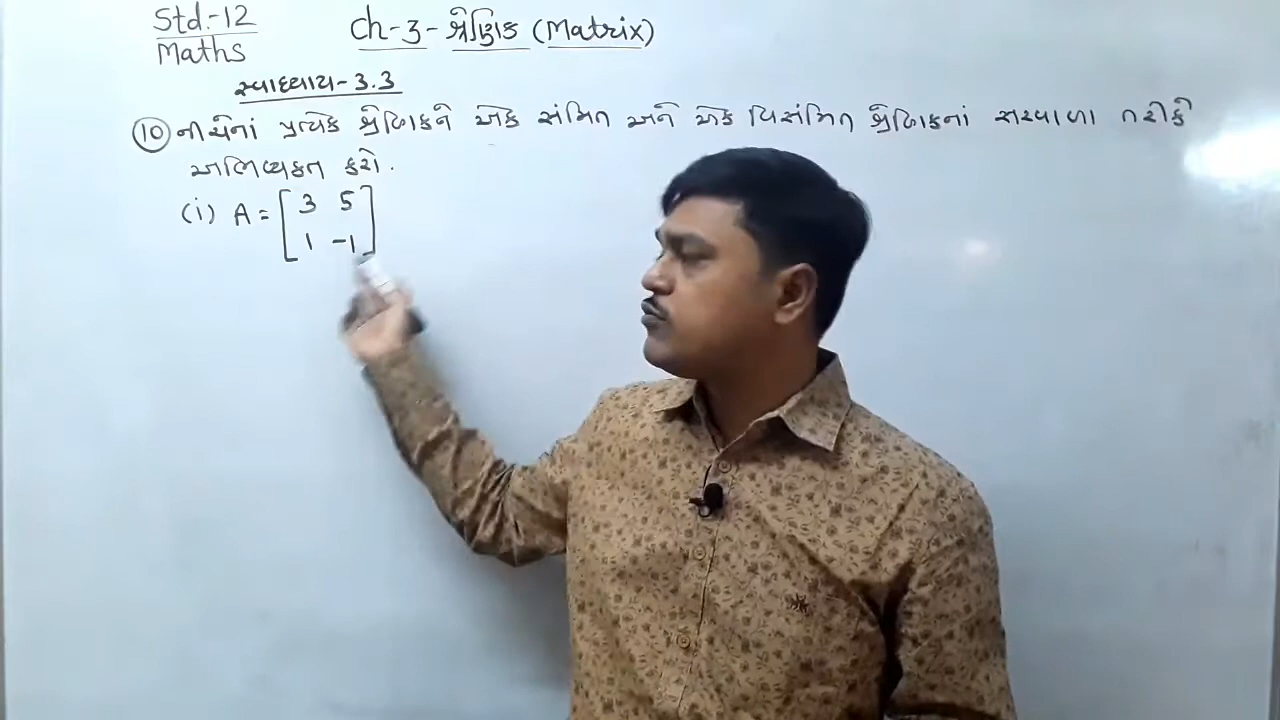 Std.-12
Maths
Ch-3-શ્રેણિક (Matrix)
સ્વાધ્યાય-3.3
(10) નીચેનાં પ્રત્યેક શ્રેણિકને એક સંમિત અને એક વિસંમિત શ્રેણિકનાં સરવાળા તરીકે
અભિવ્યક્ત કરો.
(i) A = [ 3 5
1 -1 ]